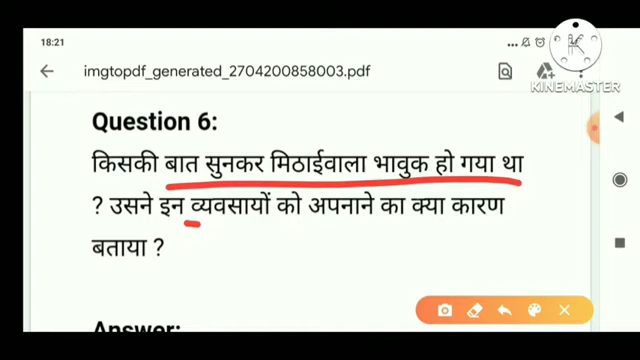 18:21
KINEMASTER
imgtopdf_generated_2704200858003.pdf
Question 6:
किसकी बात सुनकर मिठाईवाला भावुक हो गया था
? उसने इन व्यवसायों को अपनाने का क्या कारण
बताया ?
Answer: